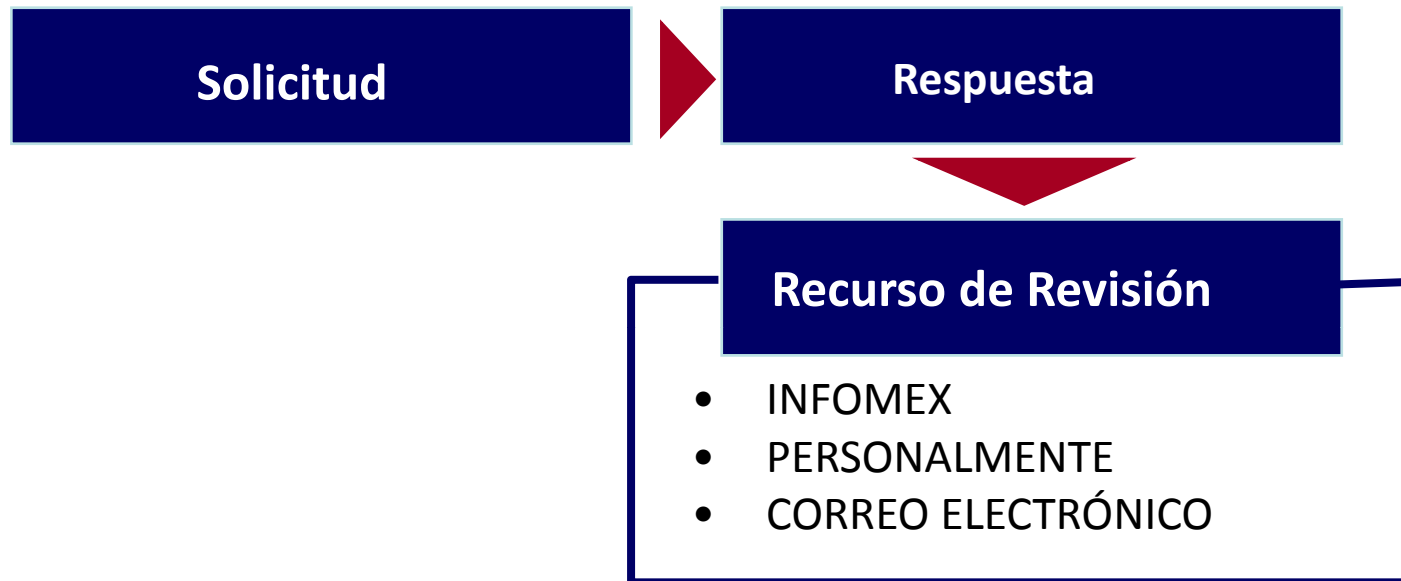 Solicitud
Respuesta
Recurso de Revisión
• INFOMEX
• PERSONALMENTE
• CORREO ELECTRÓNICO